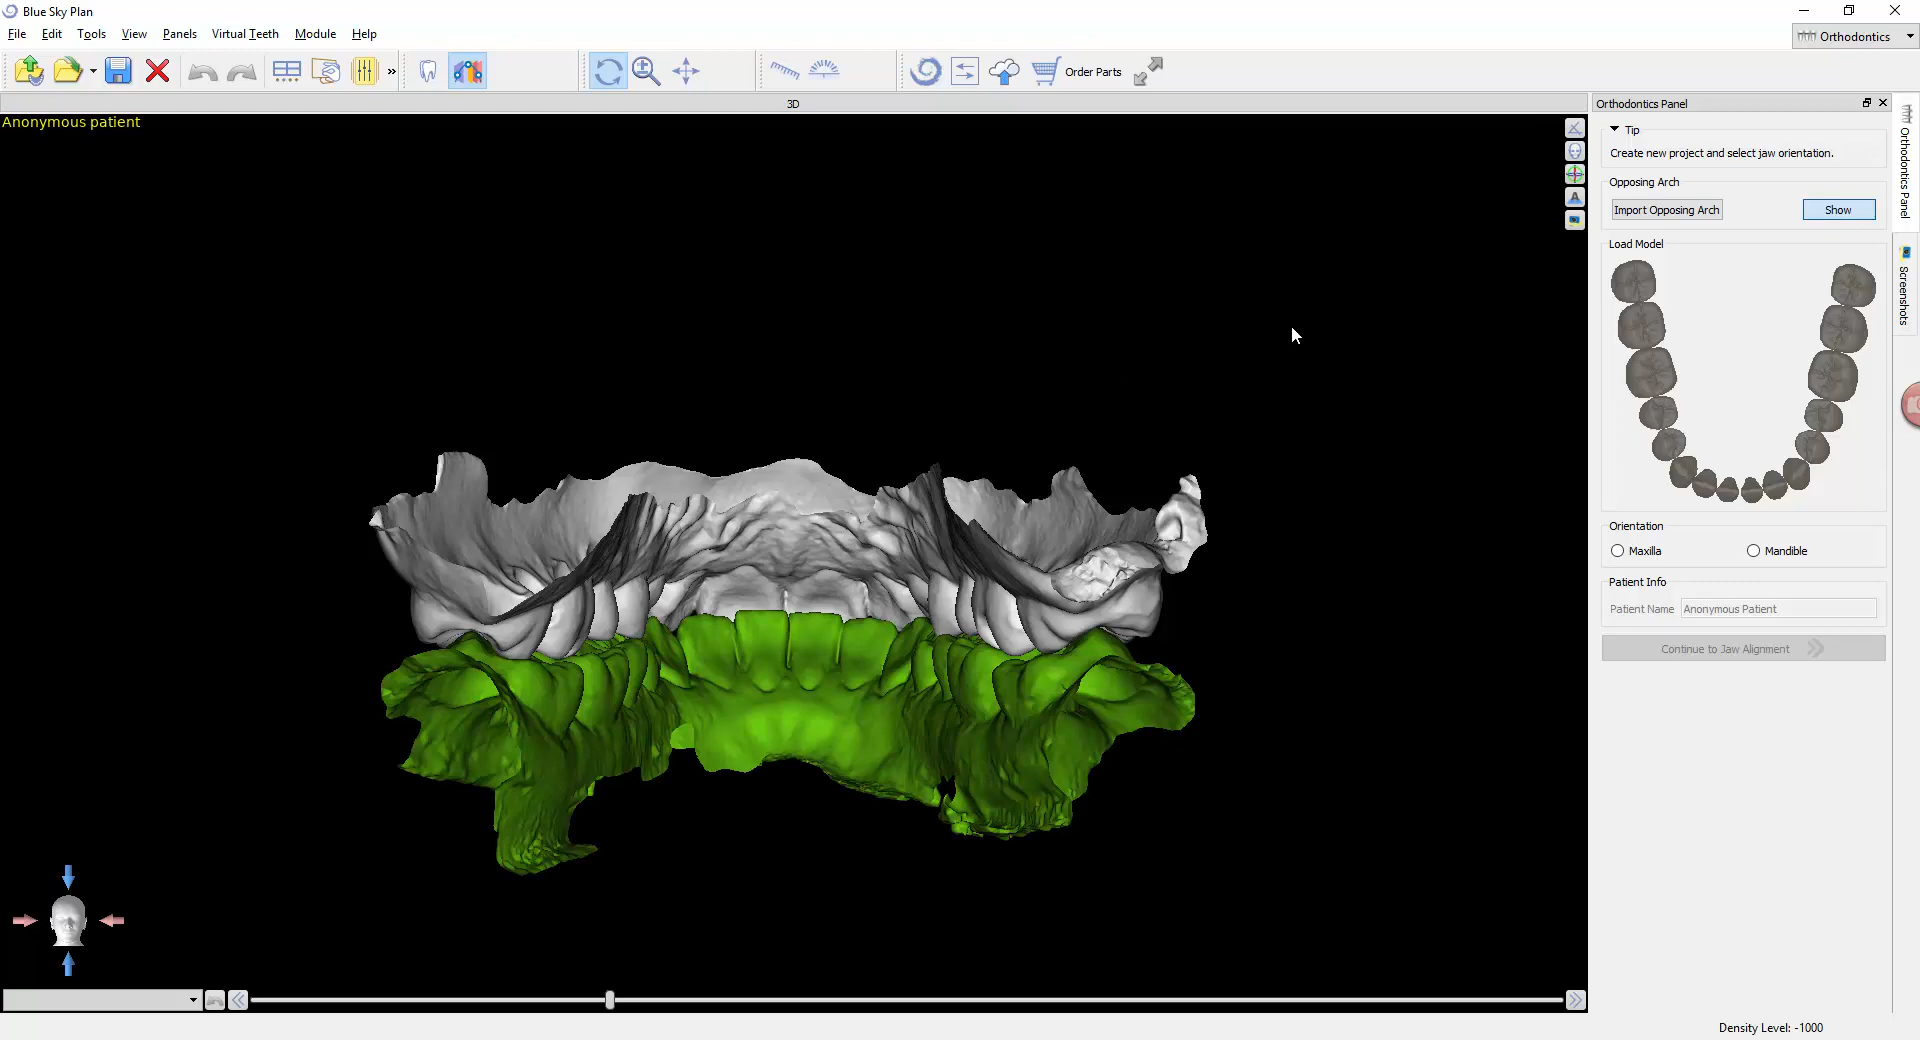 Blue Sky Plan
File Edit Tools View Panels Virtual Teeth Module Help
Orthodontics
» Order Parts
3D
Orthodontics Panel
Anonymous patient
Tip
Create new project and select jaw orientation.
Opposing Arch
Import Opposing Arch Show
Load Model
Orientation
Maxilla Mandible
Patient Info
Patient Name Anonymous Patient
Continue to Jaw Alignment
Orthodontics Panel
Screenshots
Density Level: -1000